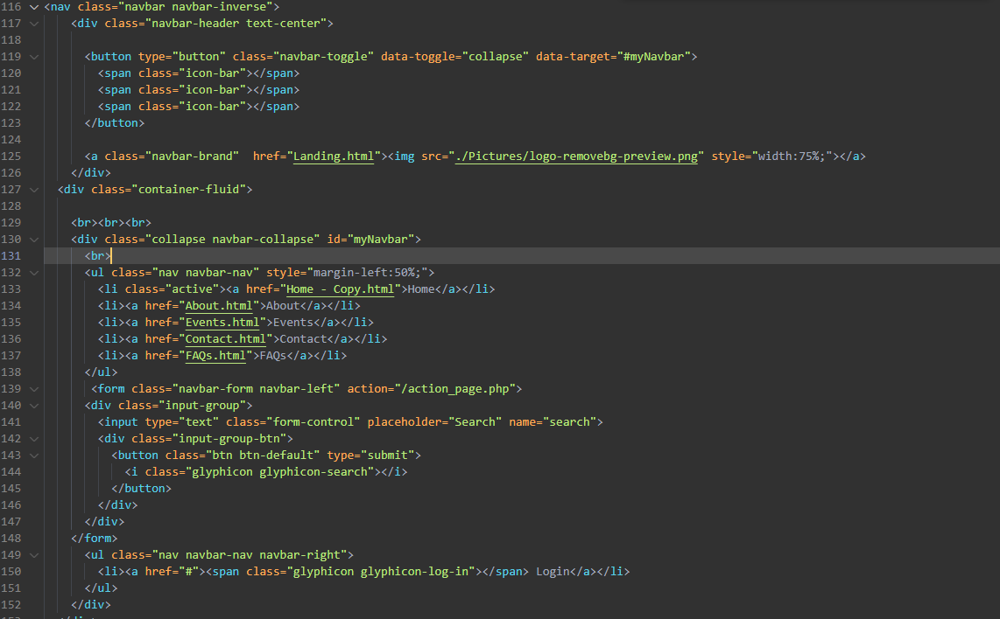 116 <nav class="navbar navbar-inverse">
117 <div class="navbar-header text-center">
118
119 <button type="button" class="navbar-toggle" data-toggle="collapse" data-target="#myNavbar">
120 <span class="icon-bar"></span>
121 <span class="icon-bar"></span>
122 <span class="icon-bar"></span>
123 </button>
124
125 <a class="navbar-brand"  href="Landing.html"><img src="./Pictures/logo-removebg-preview.png" style="width:75%;"></a>
126 </div>
127 <div class="container-fluid">
128
129 <br><br><br>
130 <div class="collapse navbar-collapse" id="myNavbar">
131 <br>
132 <ul class="nav navbar-nav" style="margin-left:50%;">
133 <li class="active"><a href="Home - Copy.html">Home</a></li>
134 <li><a href="About.html">About</a></li>
135 <li><a href="Events.html">Events</a></li>
136 <li><a href="Contact.html">Contact</a></li>
137 <li><a href="FAQs.html">FAQs</a></li>
138 </ul>
139 <form class="navbar-form navbar-left" action="/action_page.php">
140 <div class="input-group">
141 <input type="text" class="form-control" placeholder="Search" name="search">
142 <div class="input-group-btn">
143 <button class="btn btn-default" type="submit">
144 <i class="glyphicon glyphicon-search"></i>
145 </button>
146 </div>
147 </div>
148 </form>
149 <ul class="nav navbar-nav navbar-right">
150 <li><a href="#"><span class="glyphicon glyphicon-log-in"></span> Login</a></li>
151 </ul>
152 </div>